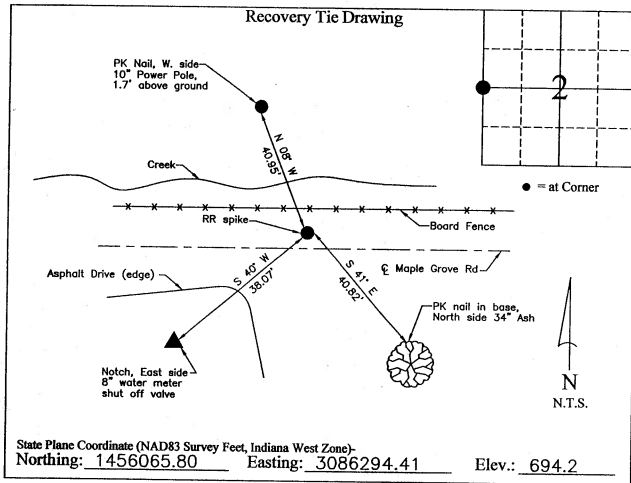 Recovery Tie Drawing
PK Nail, W. side
10" Power Pole,
1.7' above ground
2
N 08° W
40.95'
Creek
● = at Corner
RR spike
Board Fence
℄ Maple Grove Rd
S 40° W
38.07'
S 41° E
40.82'
Asphalt Drive (edge)
PK nail in base,
North side 34" Ash
Notch, East side
8" water meter
shut off valve
N
N.T.S.
State Plane Coordinate (NAD83 Survey Feet, Indiana West Zone)-
Northing: 1456065.80 Easting: 3086294.41 Elev.: 694.2